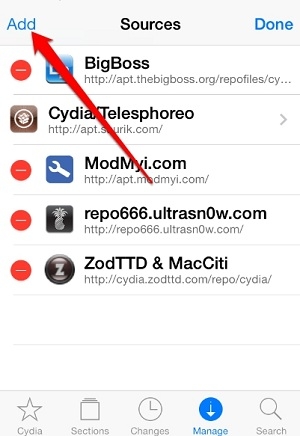 Add Sources Done
BigBoss
http://apt.thebigboss.org/repofiles/cy...
Cydia/Telesphoreo
http://apt.saurik.com/
ModMyi.com
http://apt.modmyi.com/
repo666.ultrasn0w.com
http://repo666.ultrasn0w.com/
ZodTTD & MacCiti
http://cydia.zodttd.com/repo/cydia/
Cydia Sections Changes Manage Search